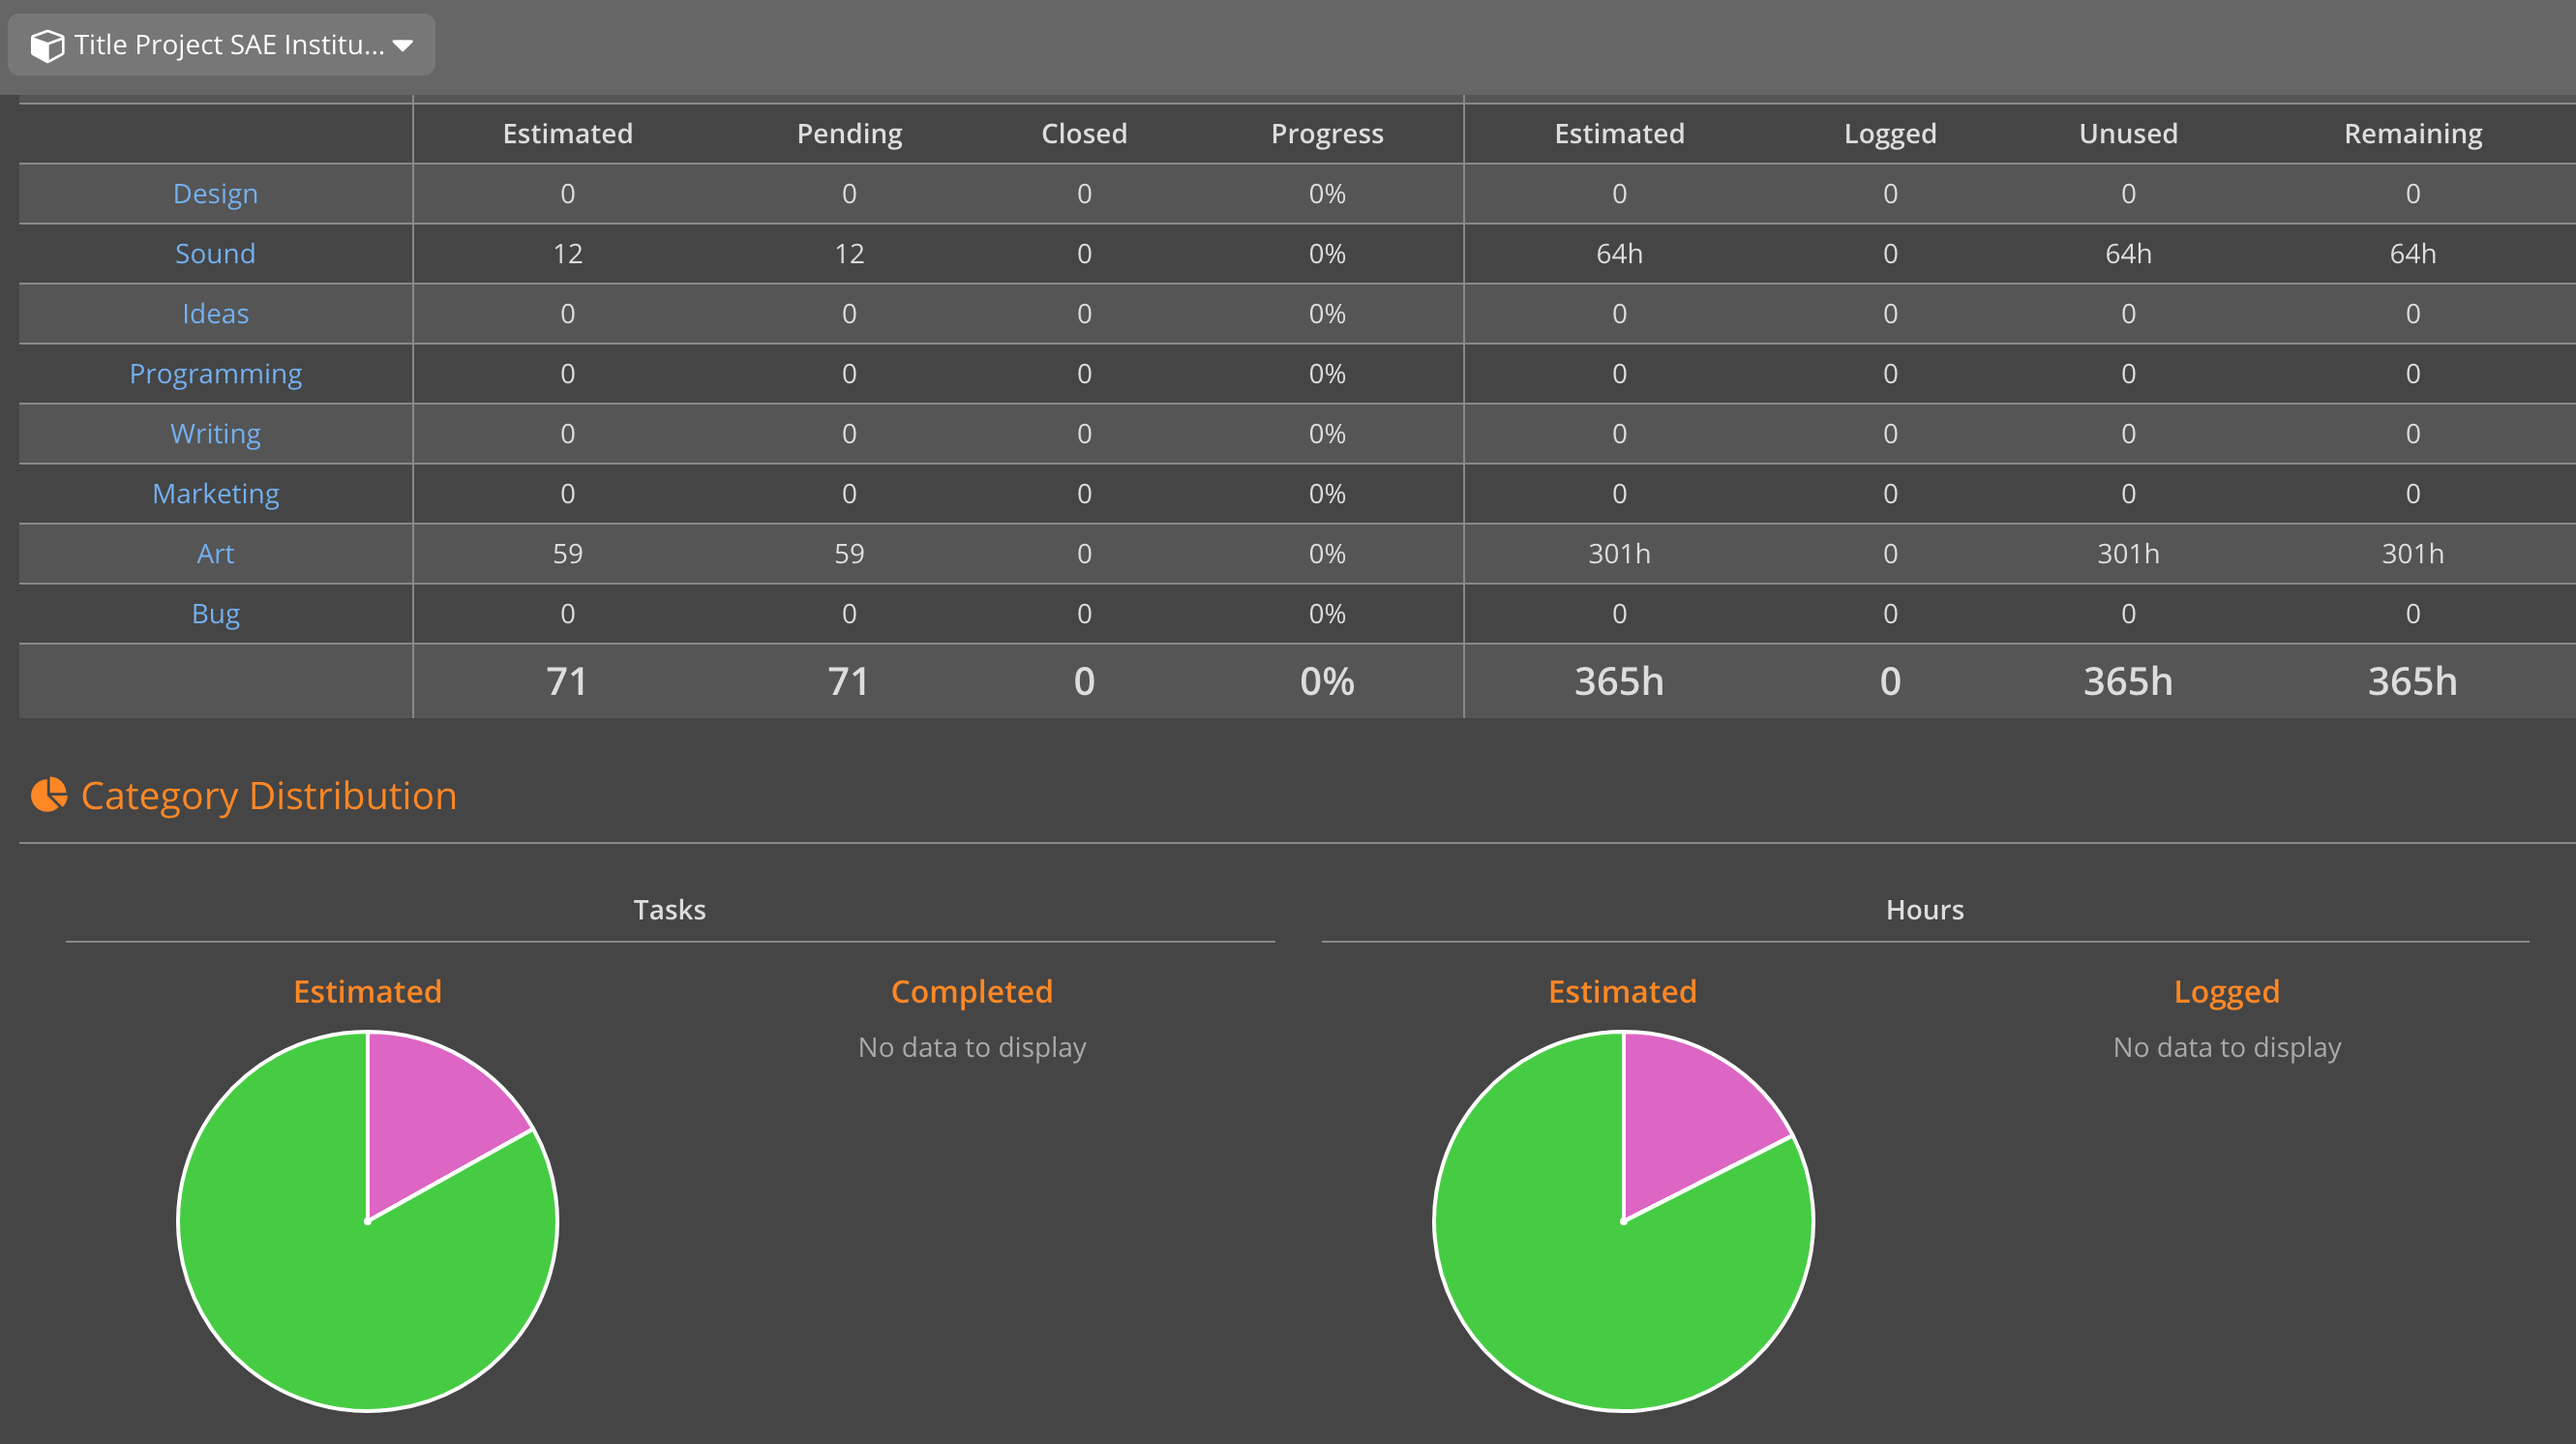 Title Project SAE Institu...
Estimated Pending Closed Progress Estimated Logged Unused Remaining
Design 0 0 0 0% 0 0 0 0
Sound 12 12 0 0% 64h 0 64h 64h
Ideas 0 0 0 0% 0 0 0 0
Programming 0 0 0 0% 0 0 0 0
Writing 0 0 0 0% 0 0 0 0
Marketing 0 0 0 0% 0 0 0 0
Art 59 59 0 0% 301h 0 301h 301h
Bug 0 0 0 0% 0 0 0 0
71 71 0 0% 365h 0 365h 365h
Category Distribution
Tasks Hours
Estimated Completed Estimated Logged
No data to display No data to display